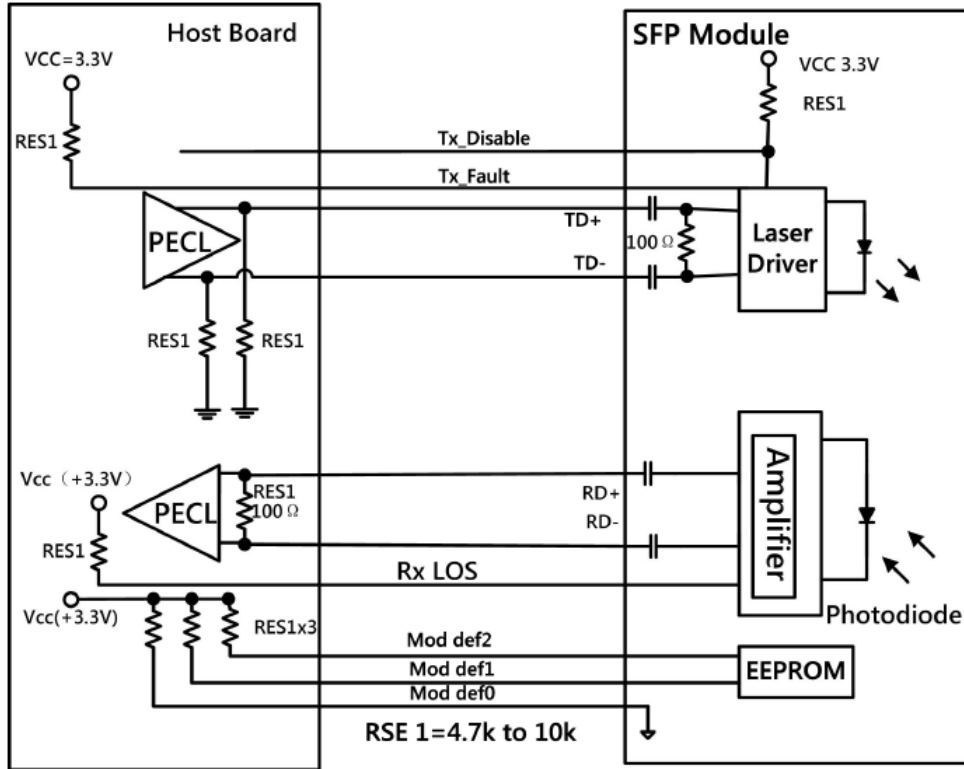 Host Board
SFP Module
VCC=3.3V
VCC 3.3V
RES1
RES1
Tx_Disable
Tx_Fault
PECL
TD+
100Ω
Laser
Driver
TD-
RES1
RES1
Vcc（+3.3V）
PECL
RES1
100Ω
RD+
RD-
Amplifier
RES1
Rx LOS
Vcc(+3.3V)
RES1x3
Photodiode
Mod def2
Mod def1
Mod def0
EEPROM
RSE 1=4.7k to 10k